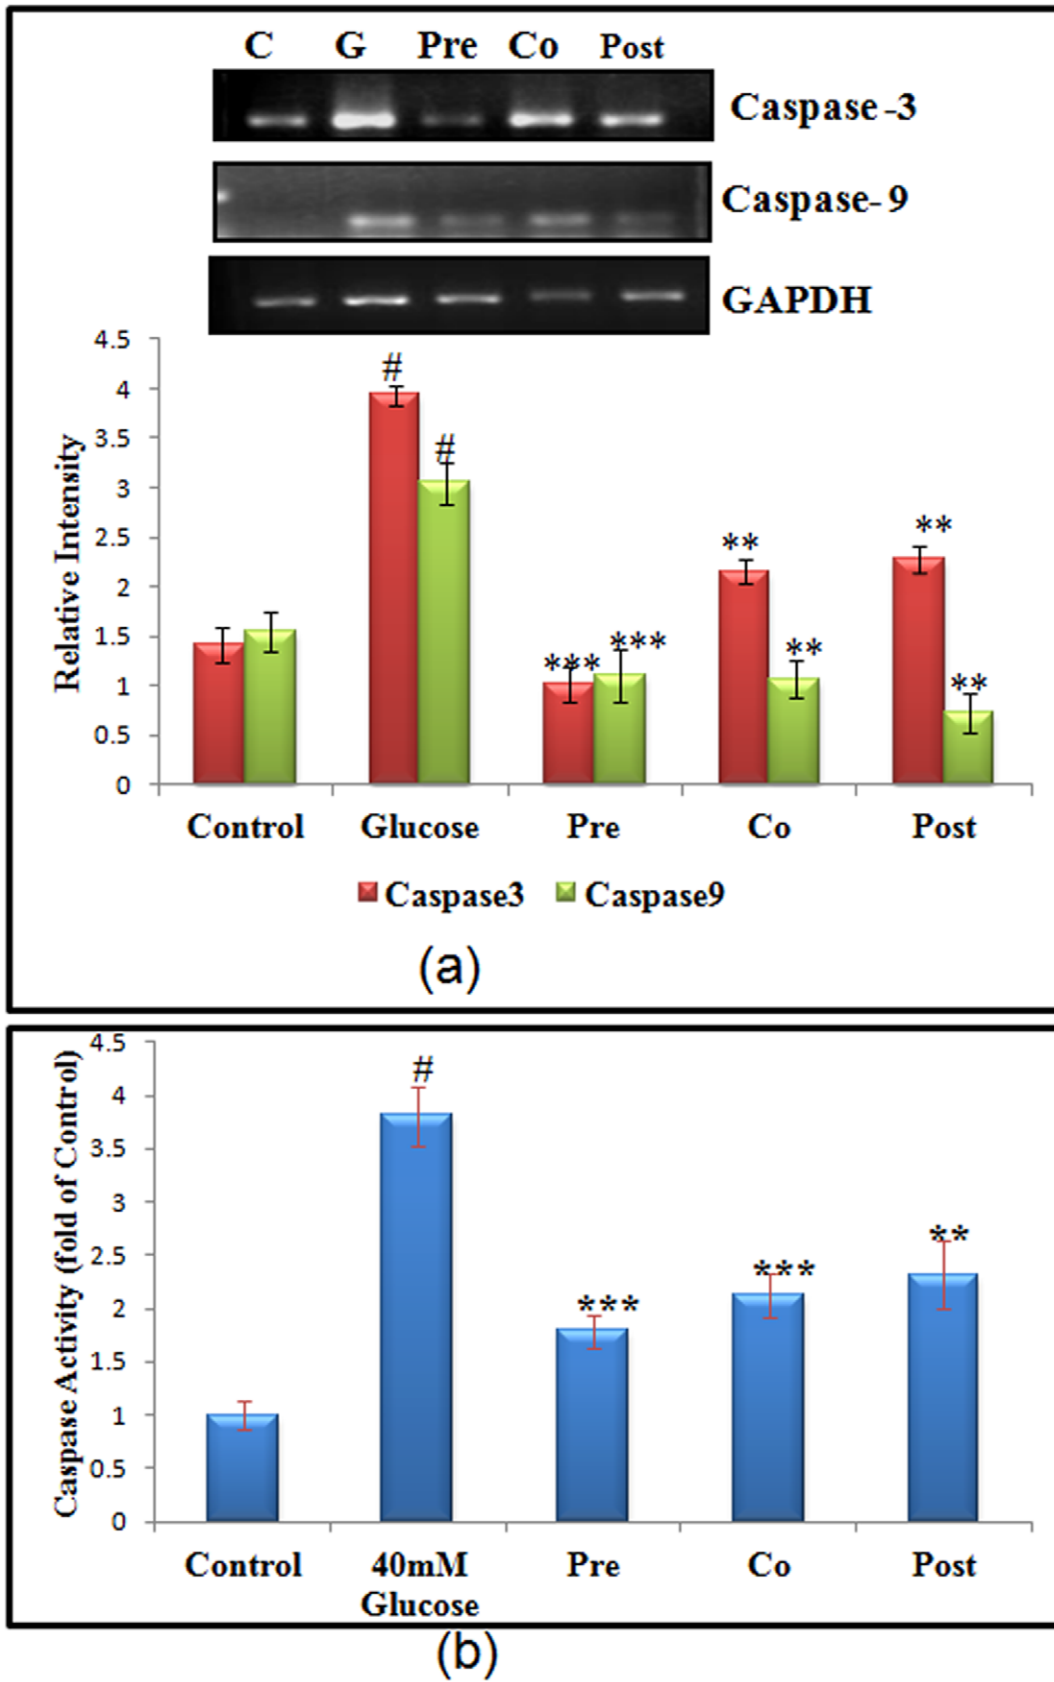 C G Pre Co Post
Caspase -3
Caspase- 9
GAPDH
4.5
4
3.5
3
2.5
2
1.5
1
0.5
0
Relative Intensity
#
#
***
***
**
**
**
**
Control Glucose Pre Co Post
Caspase3 Caspase9
(a)
4.5
4
3.5
3
2.5
2
1.5
1
0.5
0
Caspase Activity (fold of Control)
#
***
***
**
Control 40mM Pre Co Post
Glucose
(b)